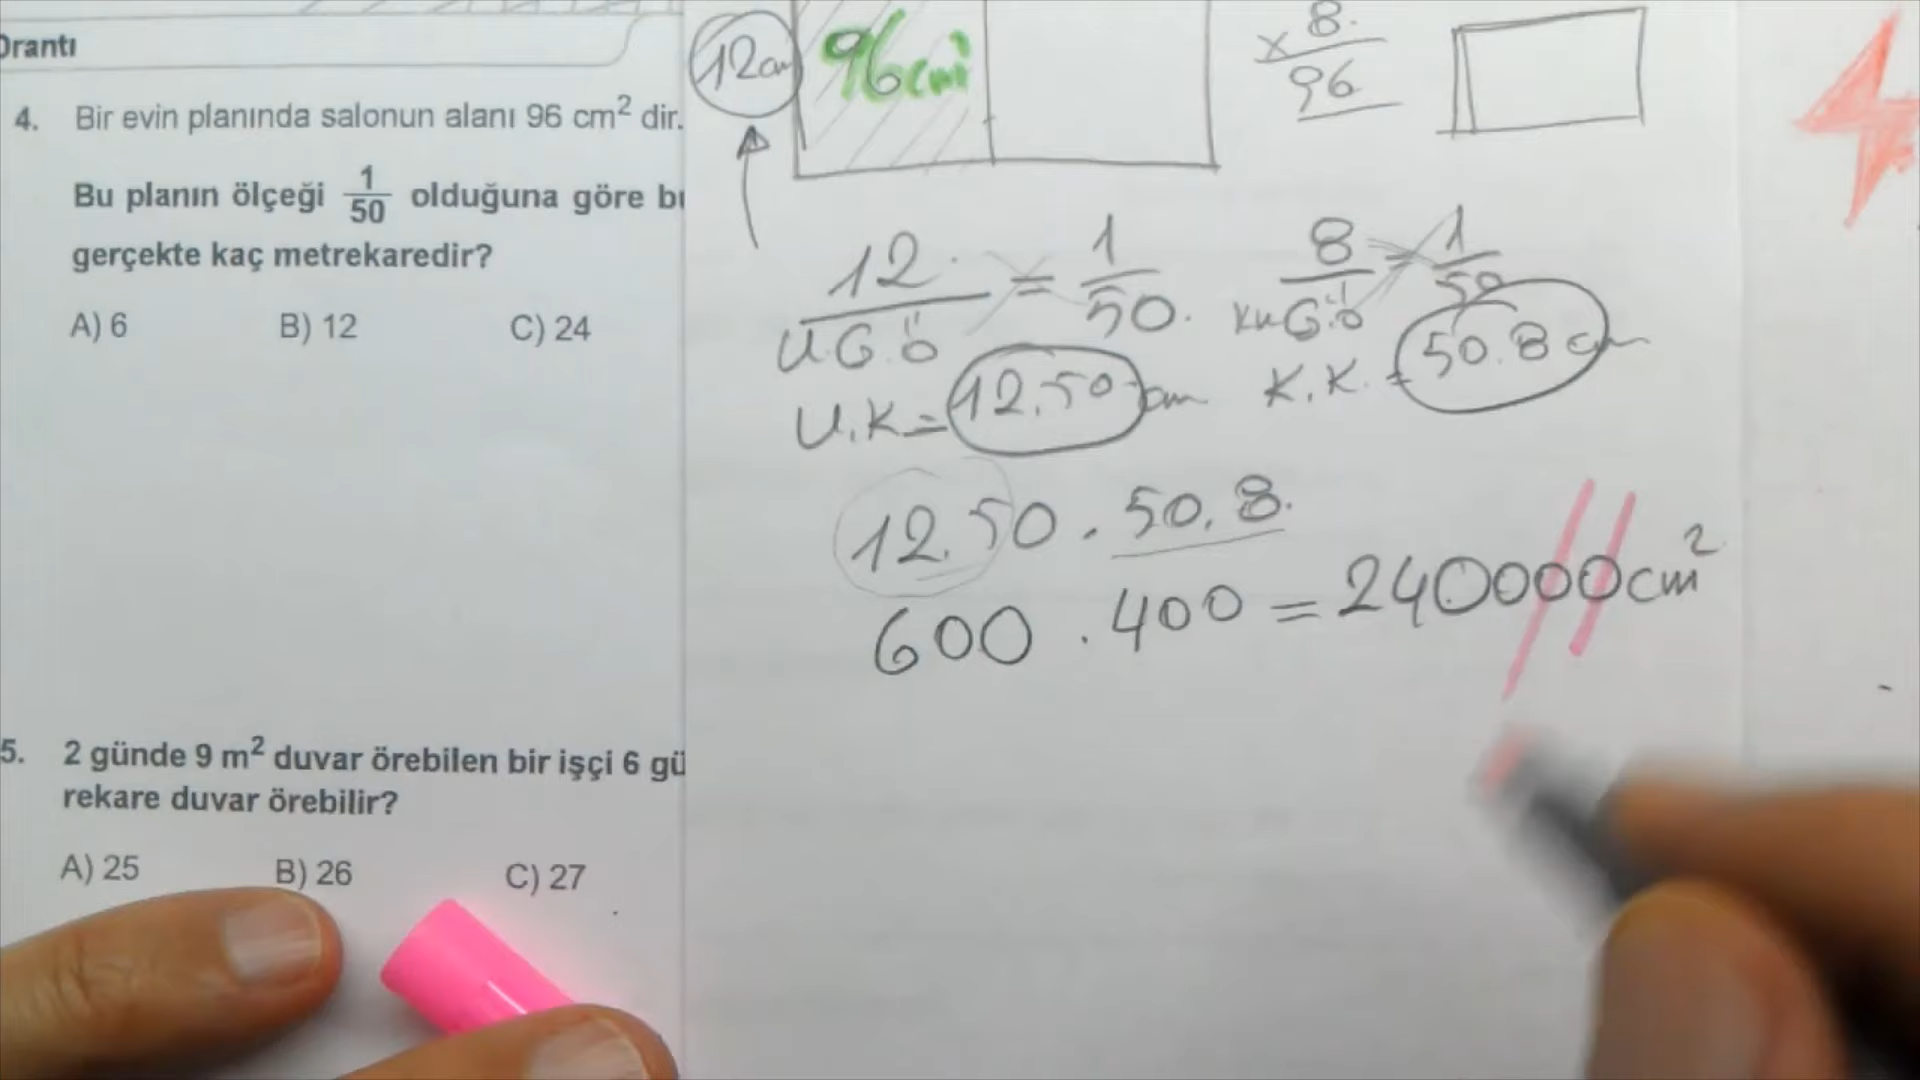 Orantı
4. Bir evin planında salonun alanı 96 cm² dir.
Bu planın ölçeği 1/50 olduğuna göre bu
gerçekte kaç metrekaredir?
A) 6 B) 12 C) 24
5. 2 günde 9 m² duvar örebilen bir işçi 6 gü
rekare duvar örebilir?
A) 25 B) 26 C) 27
12cm 96cm²
x 8.
96
12/U.G.Ö = 1/50.
8/K.U.G.Ö = 1/50
U.K = 12.50 cm
K.K. = 50.8 cm
12.50 . 50.8.
600 . 400 = 240000 cm²